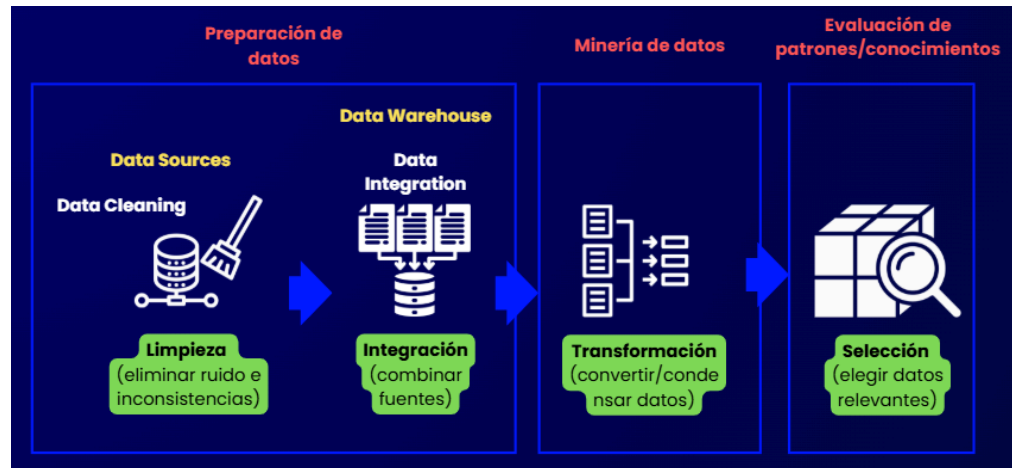 Preparación de
datos
Minería de datos
Evaluación de
patrones/conocimientos
Data Sources
Data Cleaning
Data Warehouse
Data
Integration
Limpieza
(eliminar ruido e
inconsistencias)
Integración
(combinar
fuentes)
Transformación
(convertir/conde
nsar datos)
Selección
(elegir datos
relevantes)